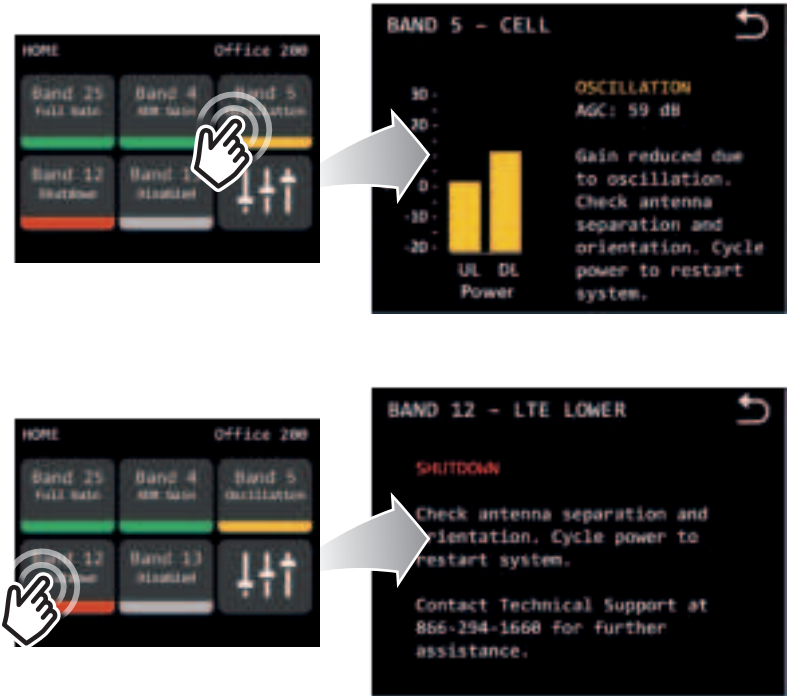 HOME Office 200
Band 25 Band 4 Band 5
Full Gain
Band 12 Band
Shutdown Disabled
BAND 5 - CELL
OSCILLATION
AGC: 59 dB
30
20
0
-10
-20
UL DL
Power
Gain reduced due
to oscillation.
Check antenna
separation and
orientation. Cycle
power to restart
system.
HOME Office 200
Band 25 Band 4 Band 5
Full Gain Oscillation
12 Band 13
Disabled
BAND 12 - LTE LOWER
SHUTDOWN
Check antenna separation and
orientation. Cycle power to
restart system.
Contact Technical Support at
866-294-1660 for further
assistance.